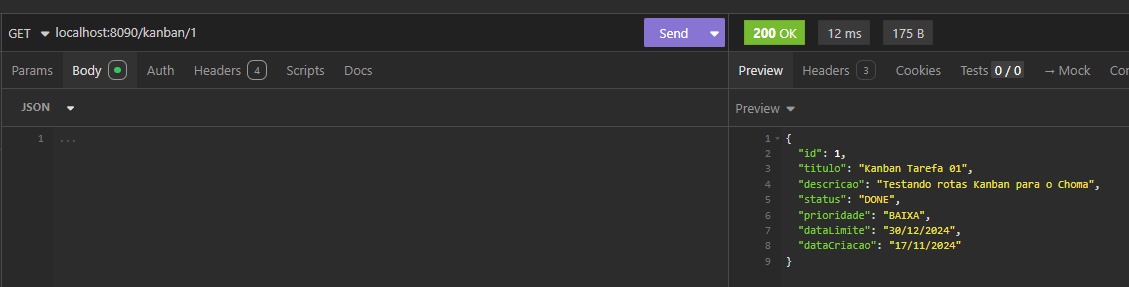 GET localhost:8090/kanban/1 Send 200 OK 12 ms 175 B
Params Body Auth Headers 4 Scripts Docs Preview Headers 3 Cookies Tests 0 / 0 → Mock
JSON Preview
1 ...
1 {
2 "id": 1,
3 "titulo": "Kanban Tarefa 01",
4 "descricao": "Testando rotas Kanban para o Choma",
5 "status": "DONE",
6 "prioridade": "BAIXA",
7 "dataLimite": "30/12/2024",
8 "dataCriacao": "17/11/2024"
9 }